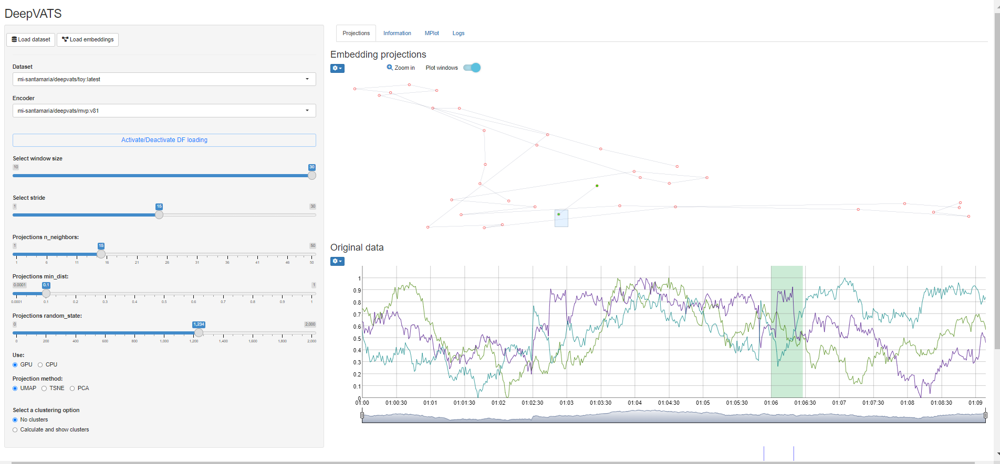 DeepVATS
Load dataset
Load embeddings
Dataset
mi-santamaria/deepvats/toy:latest
Encoder
mi-santamaria/deepvats/mvp:v81
Activate/Deactivate DF loading
Select window size
10 30
Select stride
1 15 30
Projections n_neighbors:
1 15 50
1 6 11 16 21 26 31 36 41 46 50
Projections min_dist:
0.0001 0.1 1
0.0001 0.1 0.2 0.3 0.4 0.5 0.6 0.7 0.8 0.9 1
Projections random_state:
0 1,234 2,000
0 200 400 600 800 1,000 1,200 1,400 1,600 1,800 2,000
Use:
GPU CPU
Projection method:
UMAP TSNE PCA
Select a clustering option
No clusters
Calculate and show clusters
Projections Information MPlot Logs
Embedding projections
Zoom in Plot windows
Original data
1
0.9
0.8
0.7
0.6
0.5
0.4
0.3
0.2
0.1
0
01:00 01:00:30 01:01 01:01:30 01:02 01:02:30 01:03 01:03:30 01:04 01:04:30 01:05 01:05:30 01:06 01:06:30 01:07 01:07:30 01:08 01:08:30 01:09